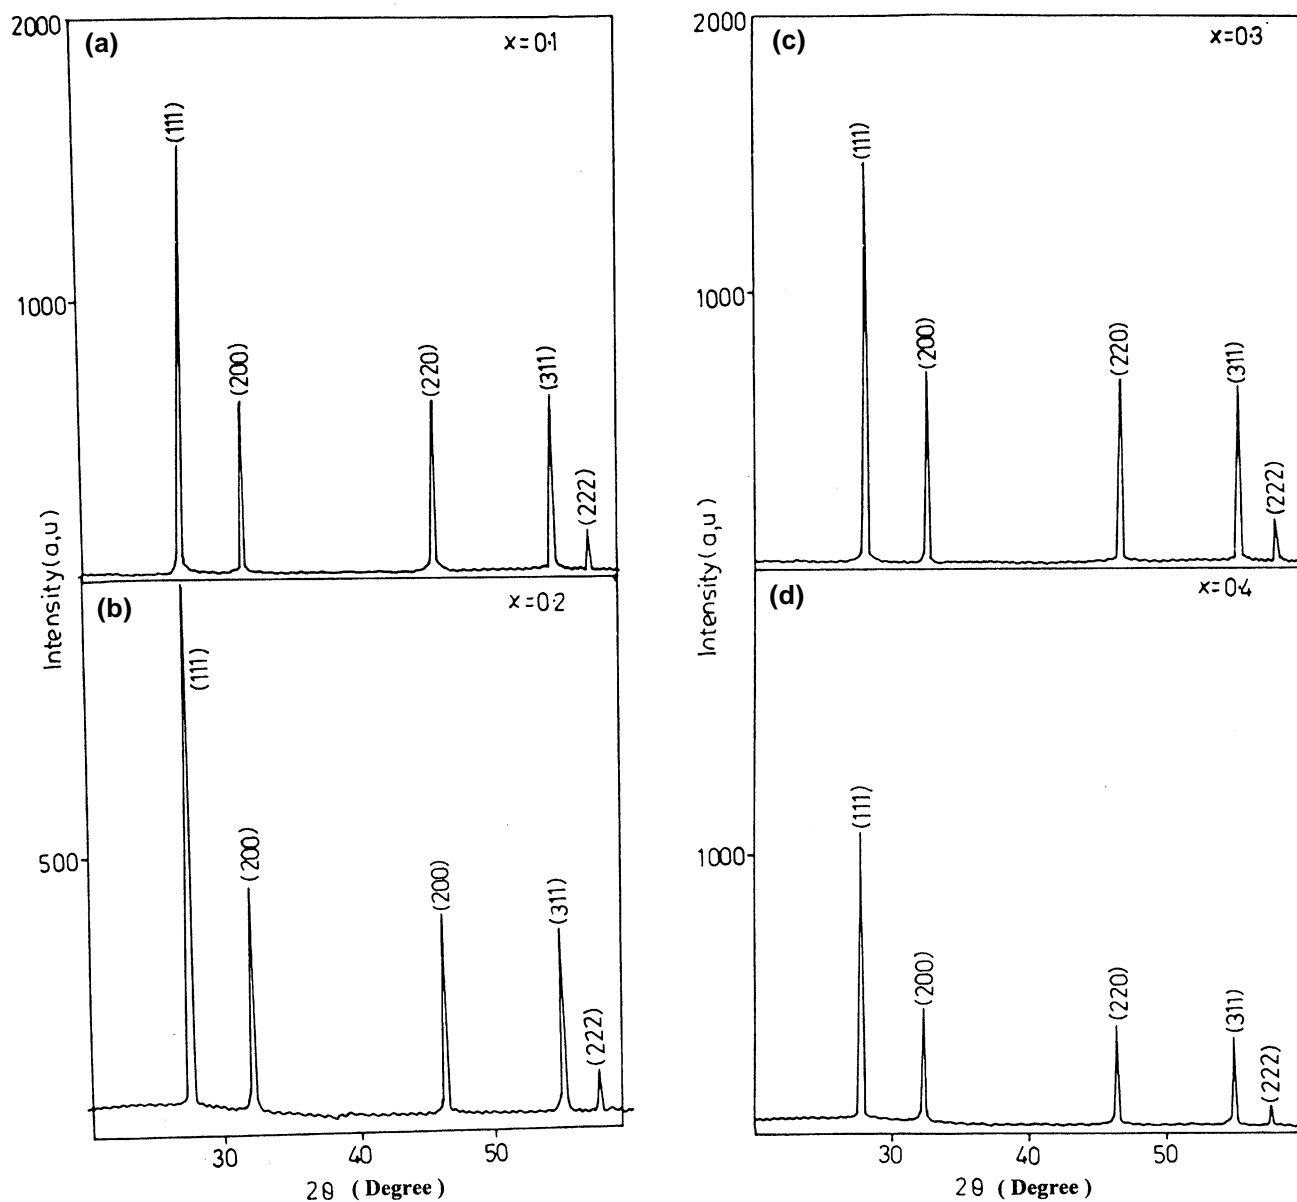 2000
(a)
x=0.1
(111)
1000
(200)
(220)
(311)
(222)
Intensity(a,u)
(b)
x=0.2
(111)
500
(200)
(200)
(311)
(222)
30
40
50
2θ (Degree)
2000
(c)
x=0.3
(111)
1000
(200)
(220)
(311)
(222)
Intensity(a,u)
(d)
x=0.4
(111)
1000
(200)
(220)
(311)
(222)
30
40
50
2θ (Degree)